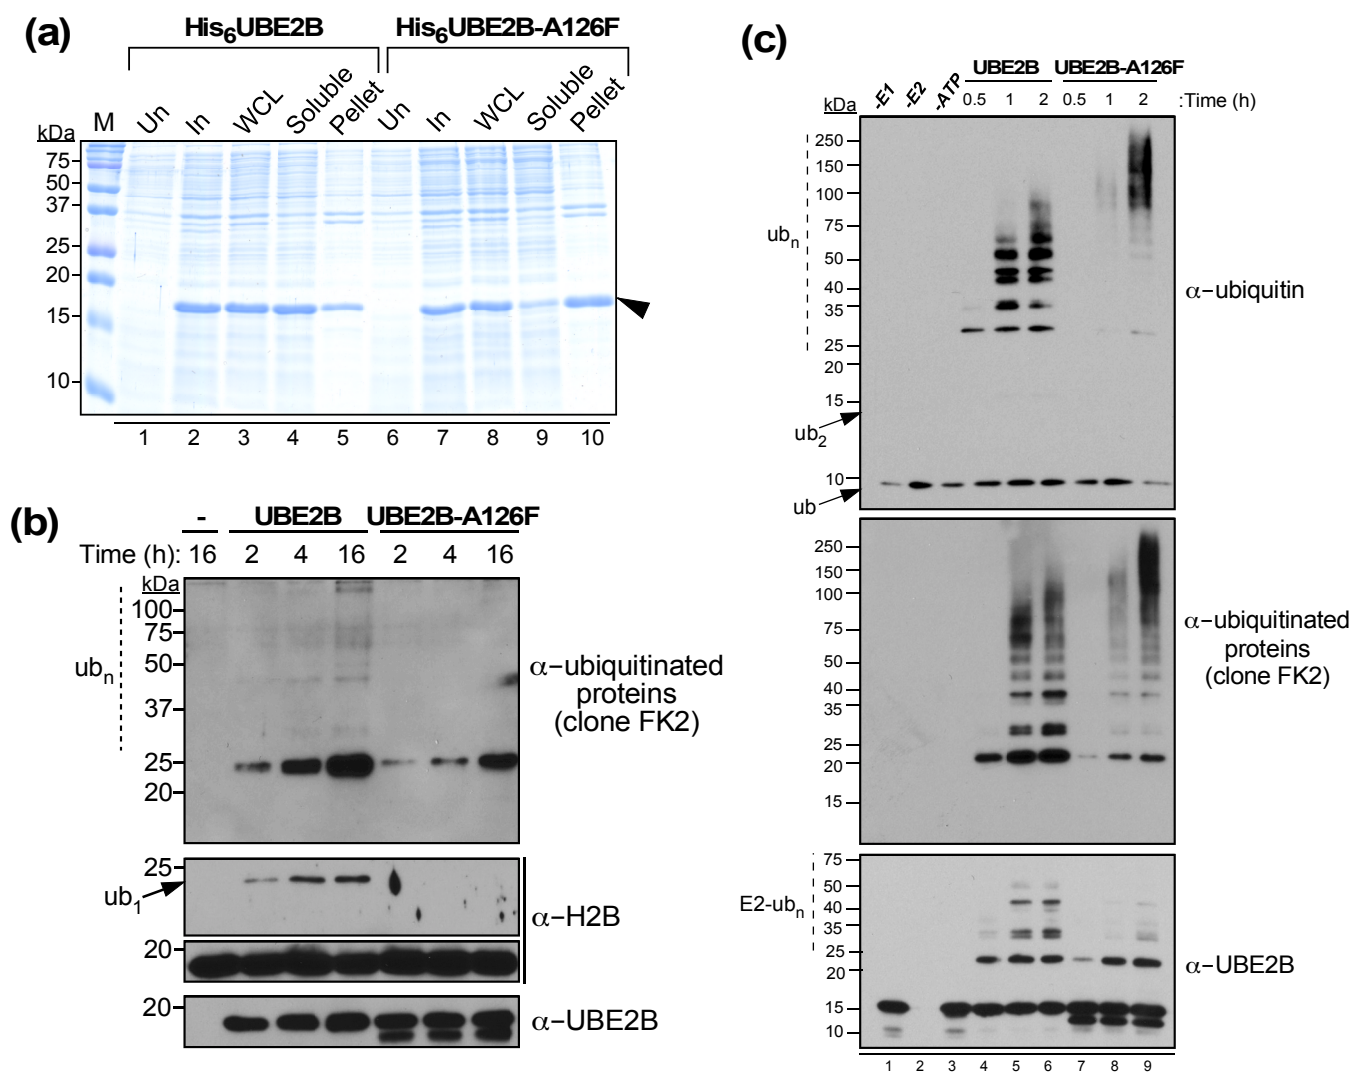 (a)
His6UBE2B His6UBE2B-A126F
kDa M Un In WCL Soluble Pellet Un In WCL Soluble Pellet
75
50
37
25
20
15
10
1 2 3 4 5 6 7 8 9 10
(b)
- UBE2B UBE2B-A126F
Time (h): 16 2 4 16 2 4 16
kDa
100
75
50
37
25
20
ubn
α-ubiquitinated
proteins
(clone FK2)
25
ub1
20
α-H2B
20
α-UBE2B
(c)
UBE2B UBE2B-A126F
kDa -E1 -E2 -ATP 0.5 1 2 0.5 1 2 :Time (h)
250
150
100
75
50
40
35
25
20
15
10
ubn
ub2
ub
α-ubiquitin
250
150
100
75
50
40
35
25
20
15
α-ubiquitinated
proteins
(clone FK2)
75
50
40
35
25
20
15
10
E2-ubn
α-UBE2B
1 2 3 4 5 6 7 8 9